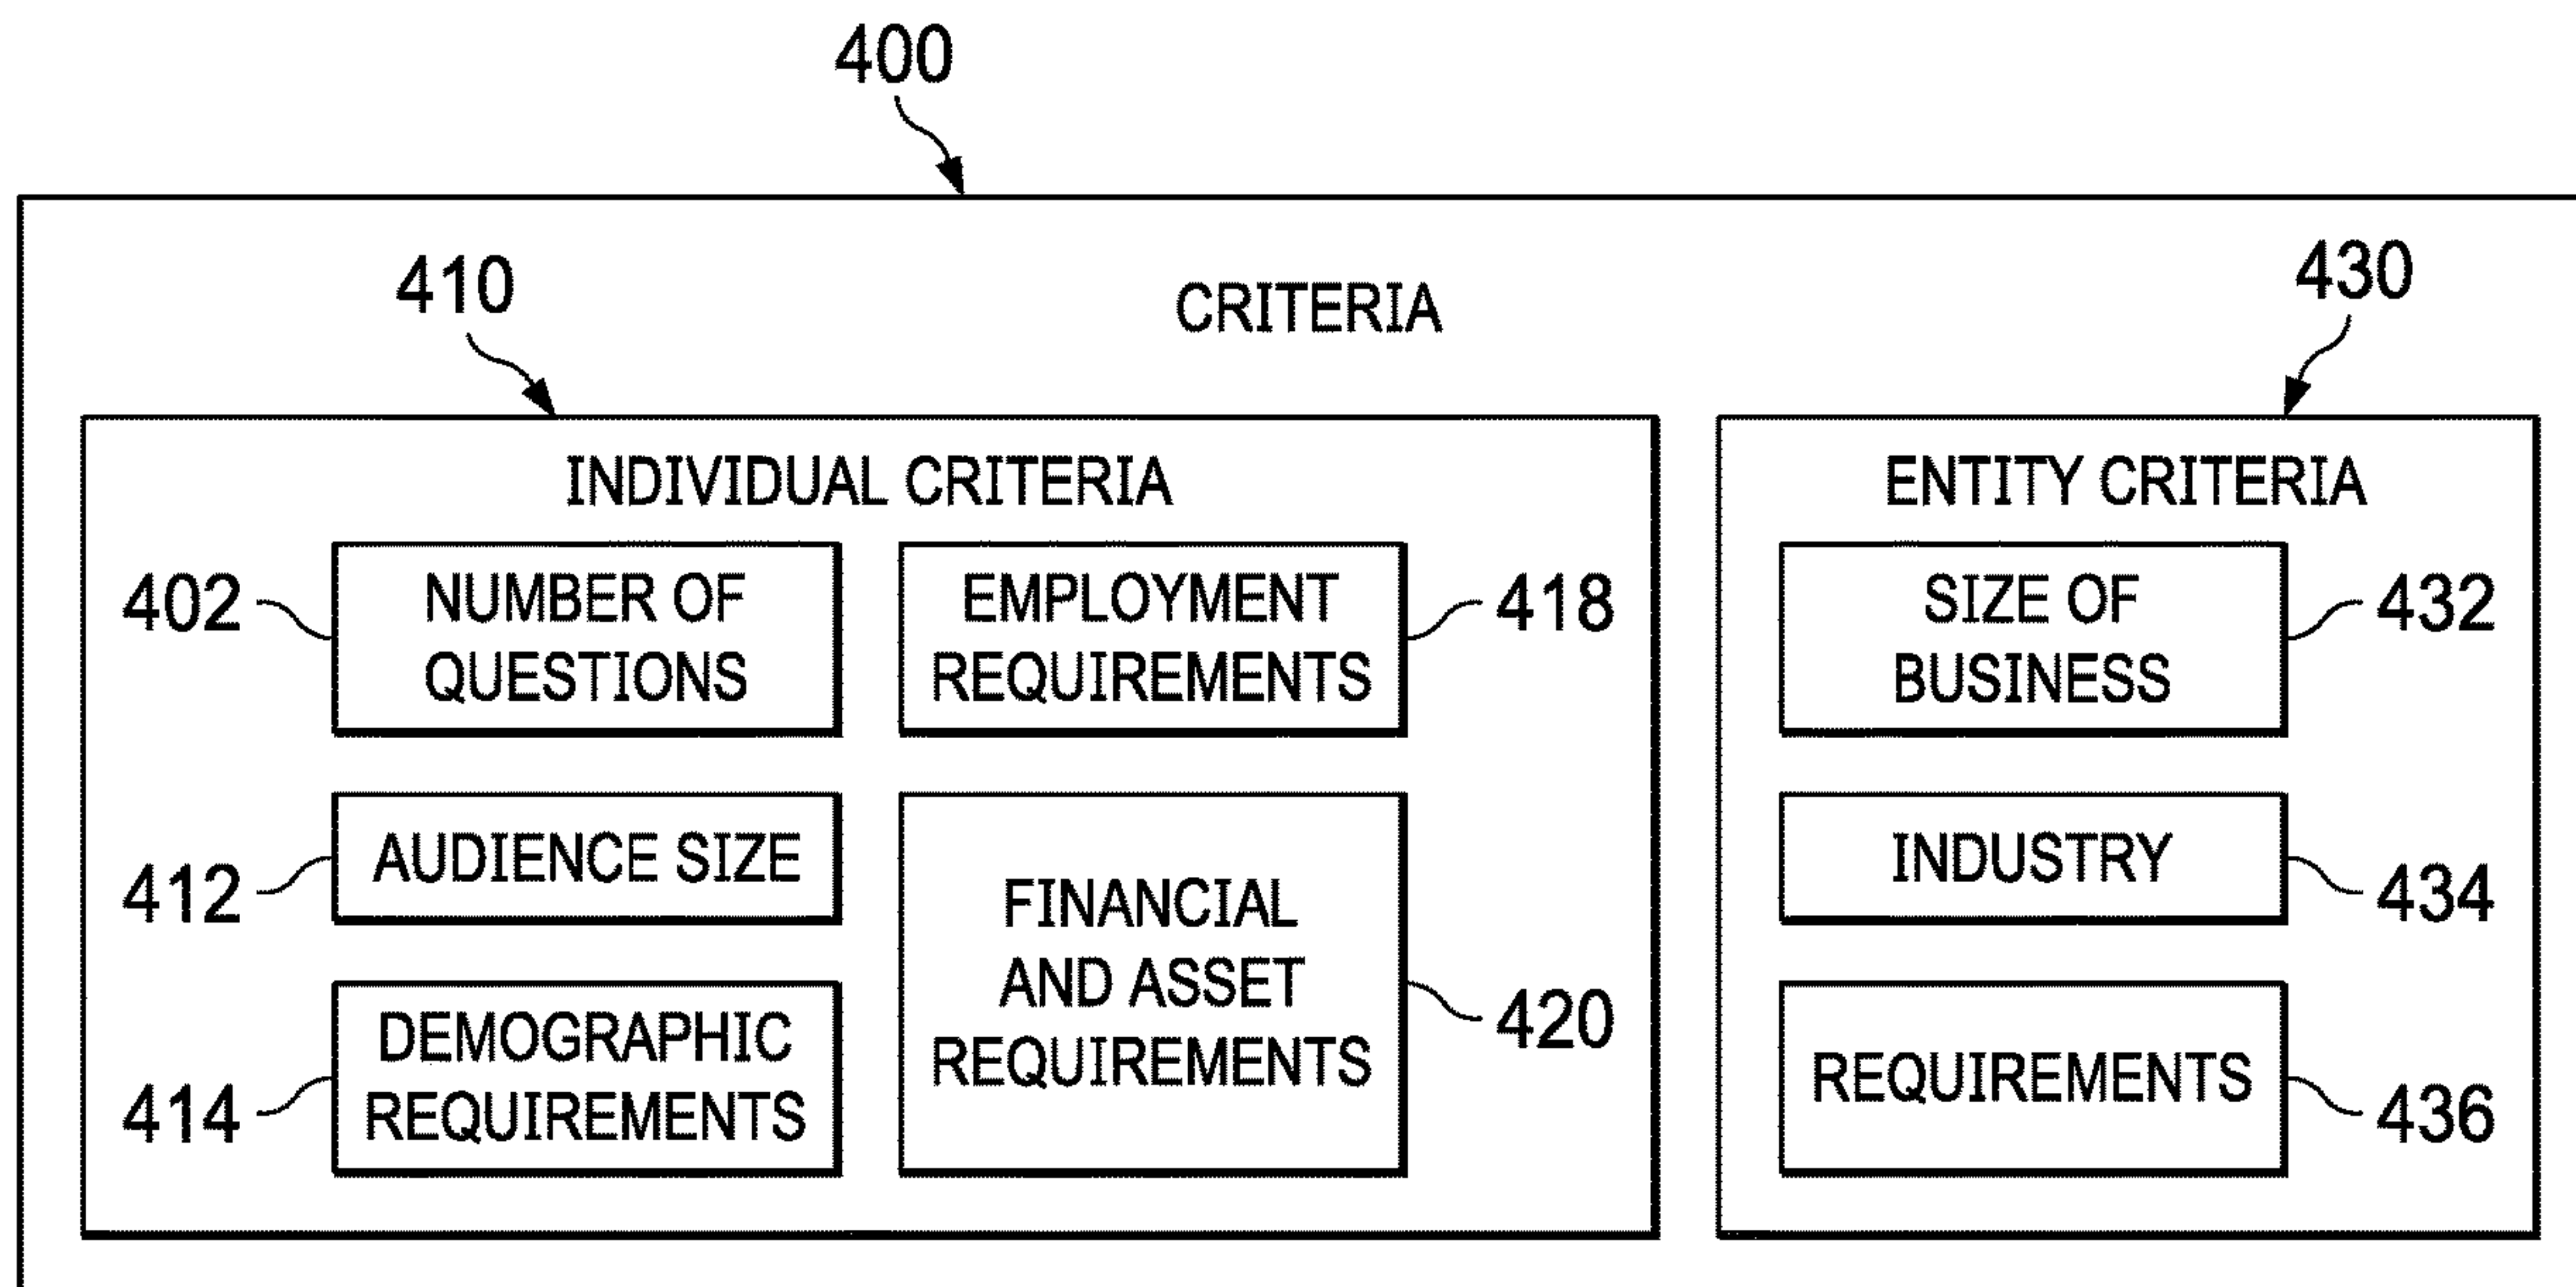 400
CRITERIA
410
430
INDIVIDUAL CRITERIA
402
NUMBER OF
QUESTIONS
EMPLOYMENT
REQUIREMENTS
418
412
AUDIENCE SIZE
414
DEMOGRAPHIC
REQUIREMENTS
FINANCIAL
AND ASSET
REQUIREMENTS
420
ENTITY CRITERIA
SIZE OF
BUSINESS
432
INDUSTRY
434
REQUIREMENTS
436